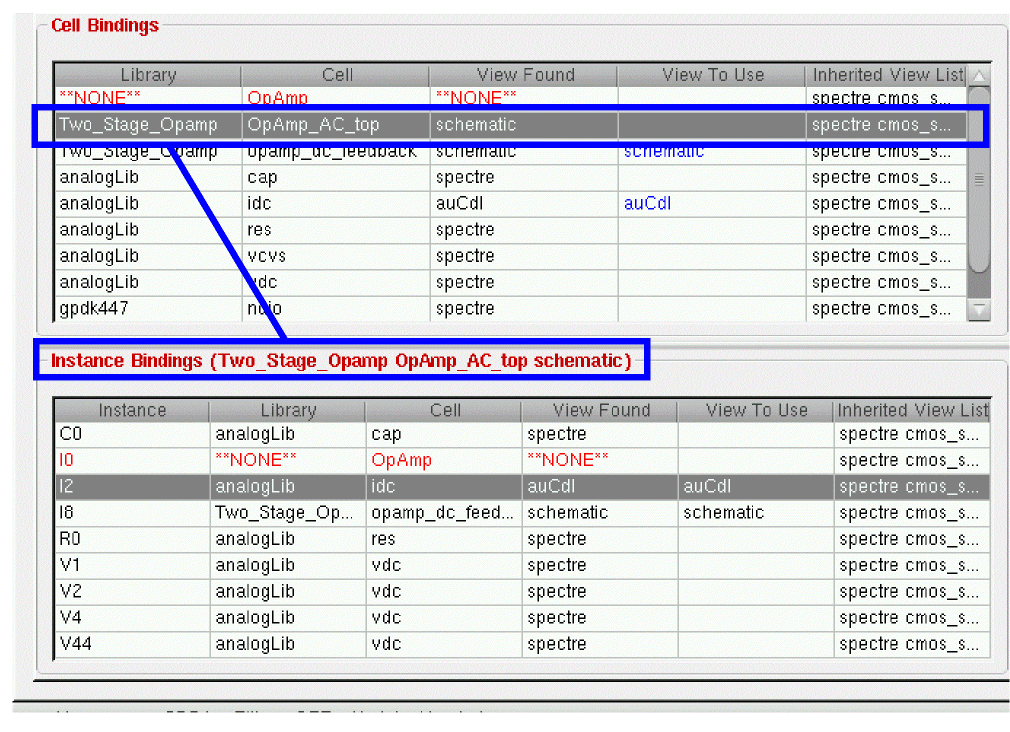 Cell Bindings
Library Cell View Found View To Use Inherited View List
**NONE** OpAmp **NONE** spectre cmos_s...
Two_Stage_Opamp OpAmp_AC_top schematic spectre cmos_s...
Two_Stage_Opamp opamp_dc_feedback schematic schematic spectre cmos_s...
analogLib cap spectre spectre cmos_s...
analogLib idc auCdl auCdl spectre cmos_s...
analogLib res spectre spectre cmos_s...
analogLib vcvs spectre spectre cmos_s...
analogLib vdc spectre spectre cmos_s...
gpdk447 spectre spectre cmos_s...
Instance Bindings (Two_Stage_Opamp OpAmp_AC_top schematic)
Instance Library Cell View Found View To Use Inherited View List
C0 analogLib cap spectre spectre cmos_s...
I0 **NONE** OpAmp **NONE** spectre cmos_s...
I2 analogLib idc auCdl auCdl spectre cmos_s...
I8 Two_Stage_Op... opamp_dc_feed... schematic schematic spectre cmos_s...
R0 analogLib res spectre spectre cmos_s...
V1 analogLib vdc spectre spectre cmos_s...
V2 analogLib vdc spectre spectre cmos_s...
V4 analogLib vdc spectre spectre cmos_s...
V44 analogLib vdc spectre spectre cmos_s...